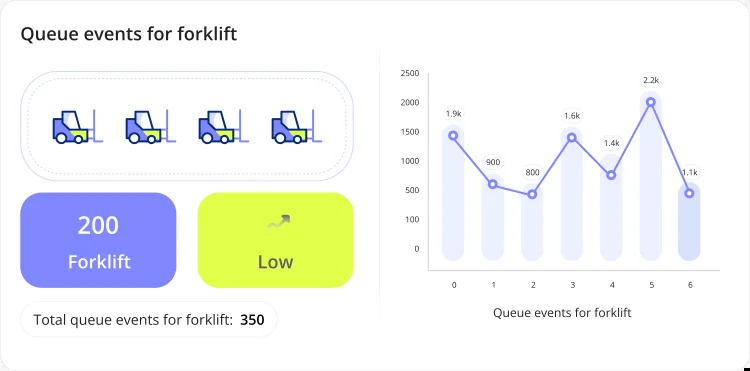 Queue events for forklift
200
Forklift
Low
Total queue events for forklift: 350
2500
2000
1500
1000
500
100
0
1.9k
900
800
1.6k
1.4k
2.2k
1.1k
0 1 2 3 4 5 6
Queue events for forklift